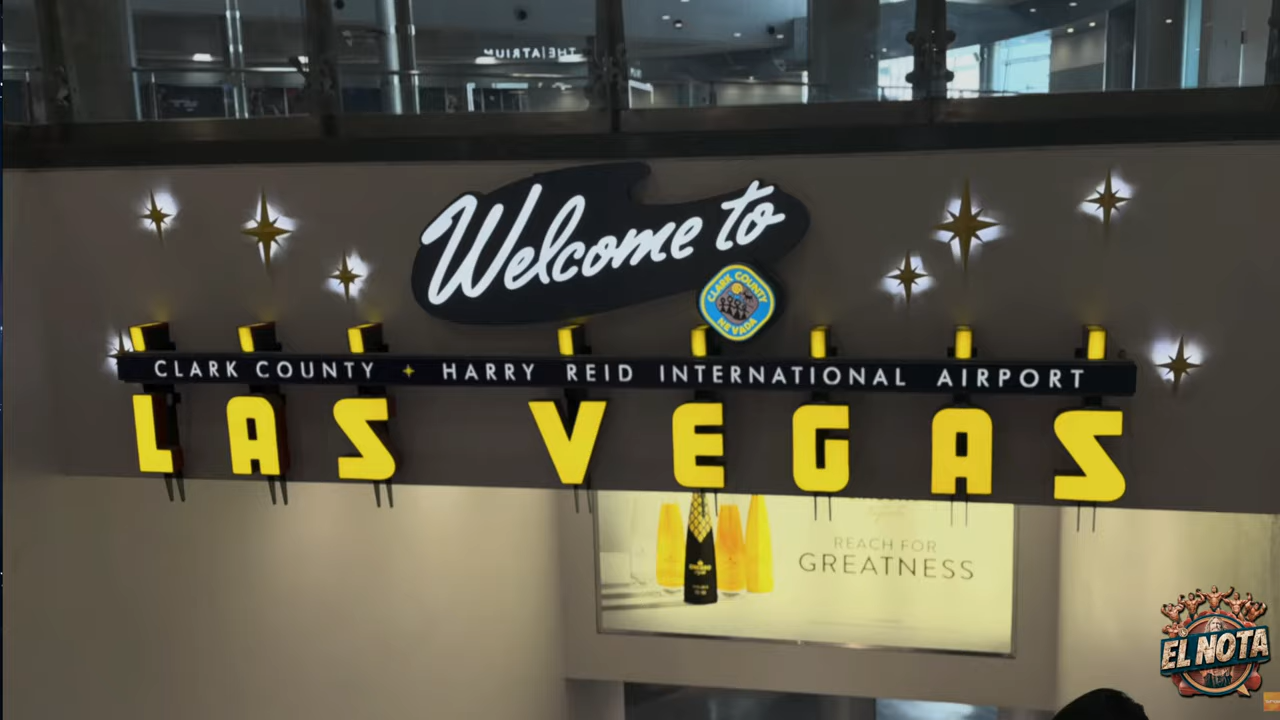 THE|ATRIUM
Welcome to
CLARK COUNTY
NEVADA
CLARK COUNTY HARRY REID INTERNATIONAL AIRPORT
LAS VEGAS
REACH FOR
GREATNESS
EL NOTA